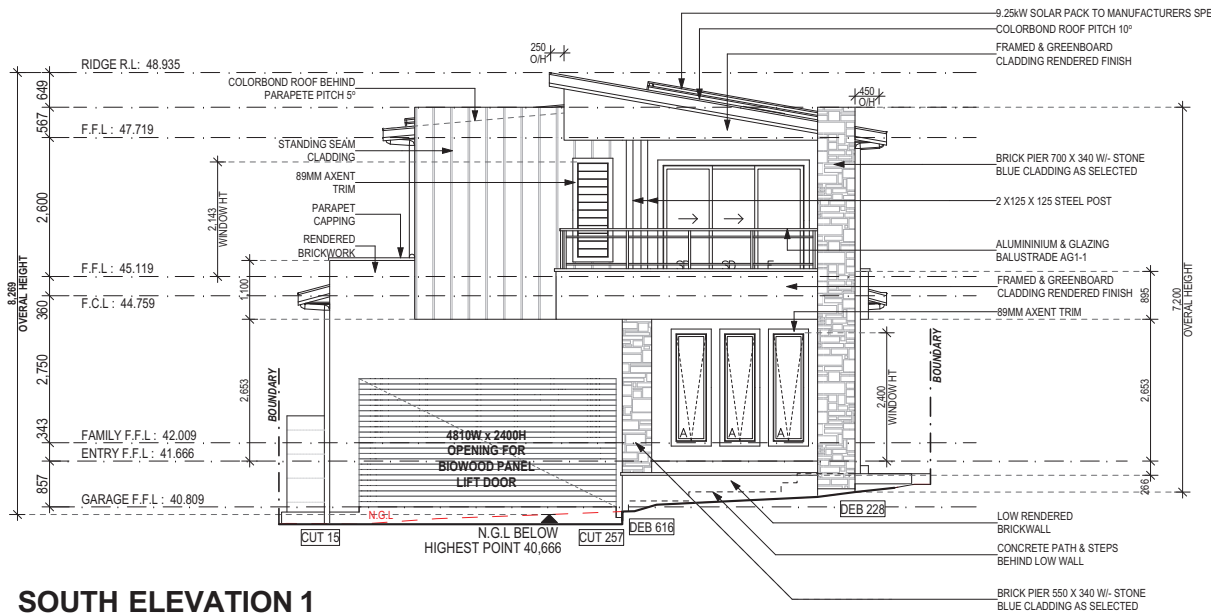 9.25kW SOLAR PACK TO MANUFACTURERS SPE
COLORBOND ROOF PITCH 10º
FRAMED & GREENBOARD
CLADDING RENDERED FINISH
250
O/H
450
O/H
RIDGE R.L: 48.935
COLORBOND ROOF BEHIND
PARAPETE PITCH 5º
F.F.L : 47.719
STANDING SEAM
CLADDING
89MM AXENT
TRIM
PARAPET
CAPPING
RENDERED
BRICKWORK
F.F.L : 45.119
F.C.L : 44.759
FAMILY F.F.L : 42.009
ENTRY F.F.L : 41.666
GARAGE F.F.L : 40.809
8,269
OVERAL HEIGHT
649
567
2,600
360
2,750
343
857
2,143
WINDOW HT
1,100
2,653
BOUNDARY
4810W x 2400H
OPENING FOR
BIOWOOD PANEL
LIFT DOOR
N.G.L
N.G.L BELOW
HIGHEST POINT 40,666
CUT 15
CUT 257
DEB 616
DEB 228
A
A
A
2,400
WINDOW HT
BOUNDARY
895
2,653
266
7,200
OVERAL HEIGHT
BRICK PIER 700 X 340 W/- STONE
BLUE CLADDING AS SELECTED
2 X125 X 125 STEEL POST
ALUMININIUM & GLAZING
BALUSTRADE AG1-1
FRAMED & GREENBOARD
CLADDING RENDERED FINISH
89MM AXENT TRIM
LOW RENDERED
BRICKWALL
CONCRETE PATH & STEPS
BEHIND LOW WALL
BRICK PIER 550 X 340 W/- STONE
BLUE CLADDING AS SELECTED
SOUTH ELEVATION 1